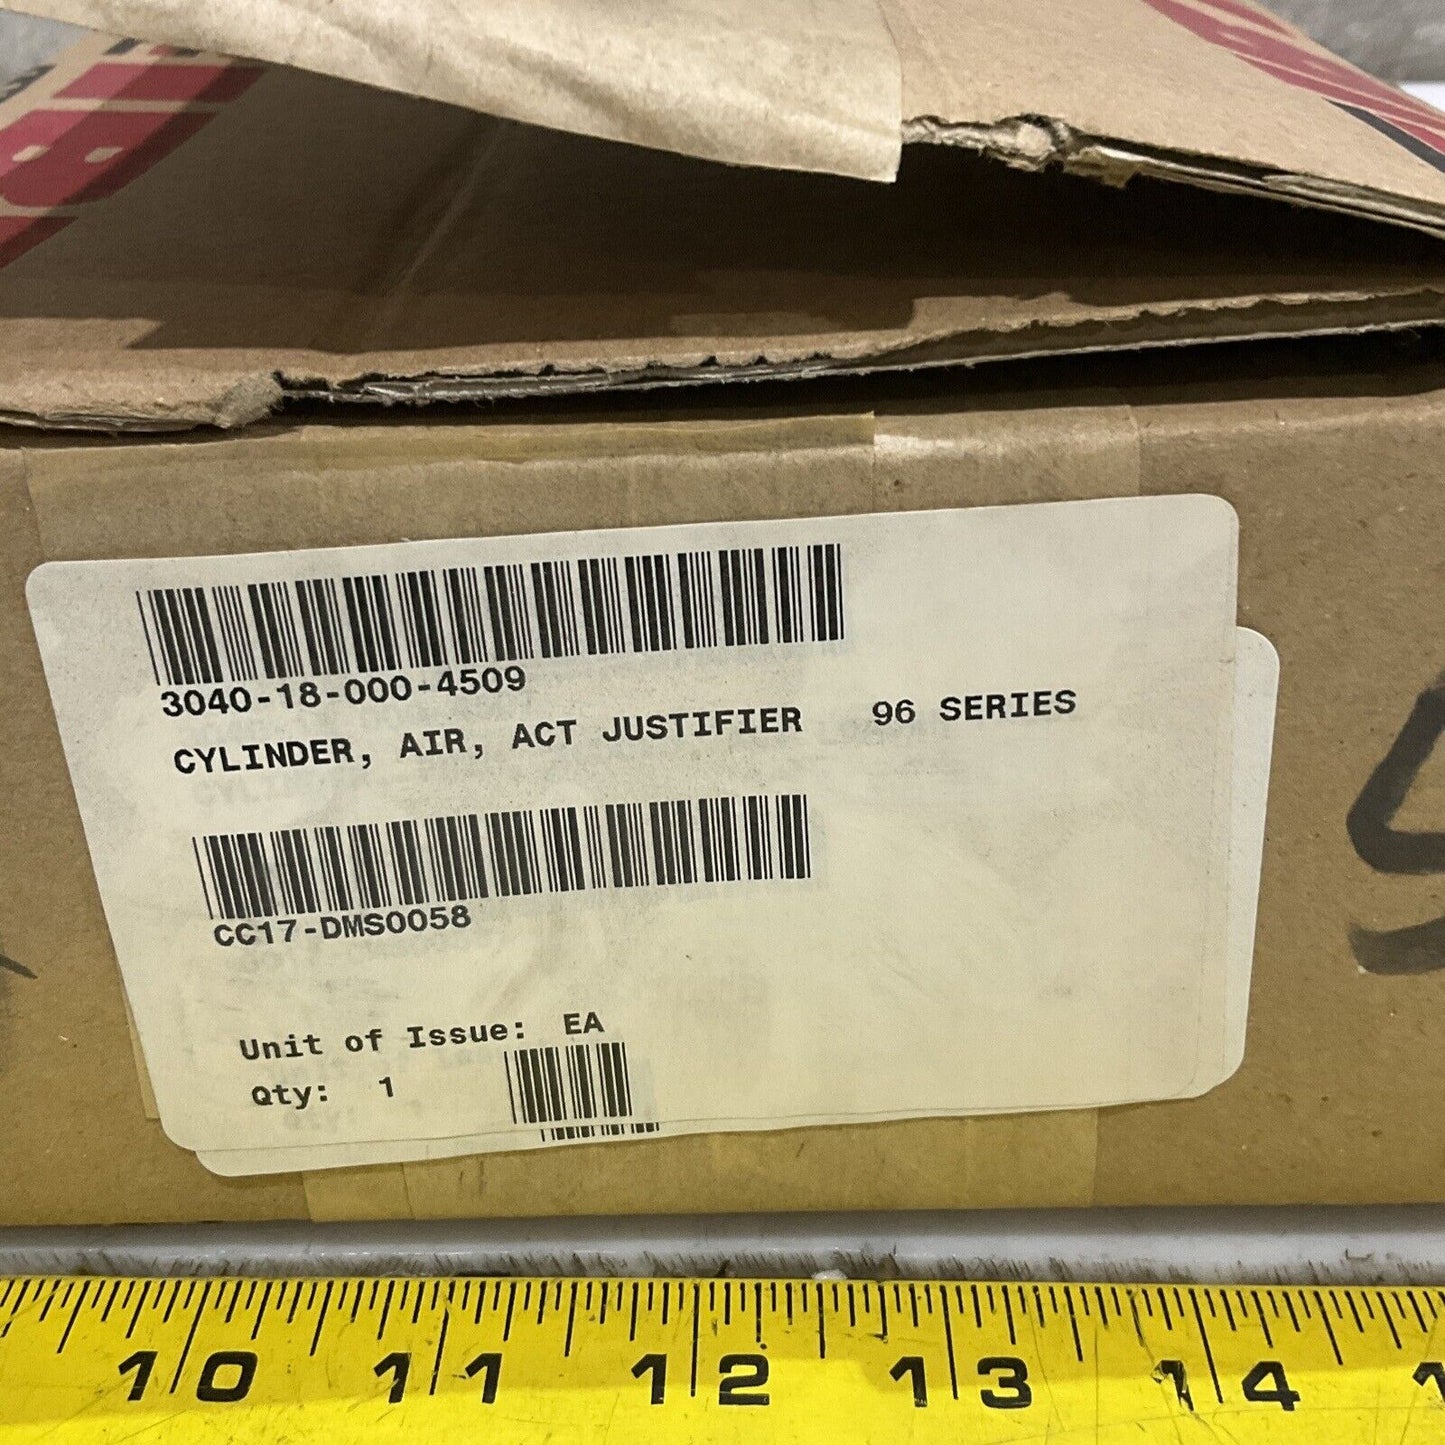 3040-18-000-4509
CYLINDER, AIR, ACT JUSTIFIER 96 SERIES
CC17-DMS0058
Unit of Issue: EA
Qty: 1
10 11 12 13 14